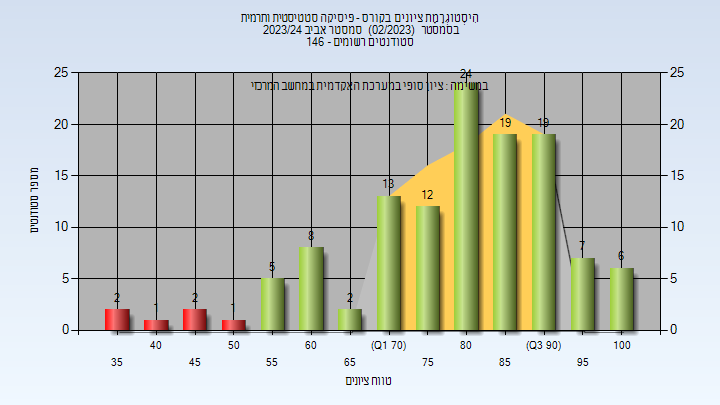 היסטוגרמת ציונים בקורס - פיסיקה סטטיסטית ותרמית
בסמסטר (02/2023) סמסטר אביב 2023/24
סטודנטים רשומים - 146
במשימה : ציון סופי במערכת האקדמית במחשב המרכזי
25 25
20 20
15 15
10 10
5 5
0 0
מספר סטודנטים
2 1 2 1 5 8 2 13 12 24 19 19 7 6
40 50 60 (Q1 70) 80 (Q3 90) 100
35 45 55 65 75 85 95
טווח ציונים